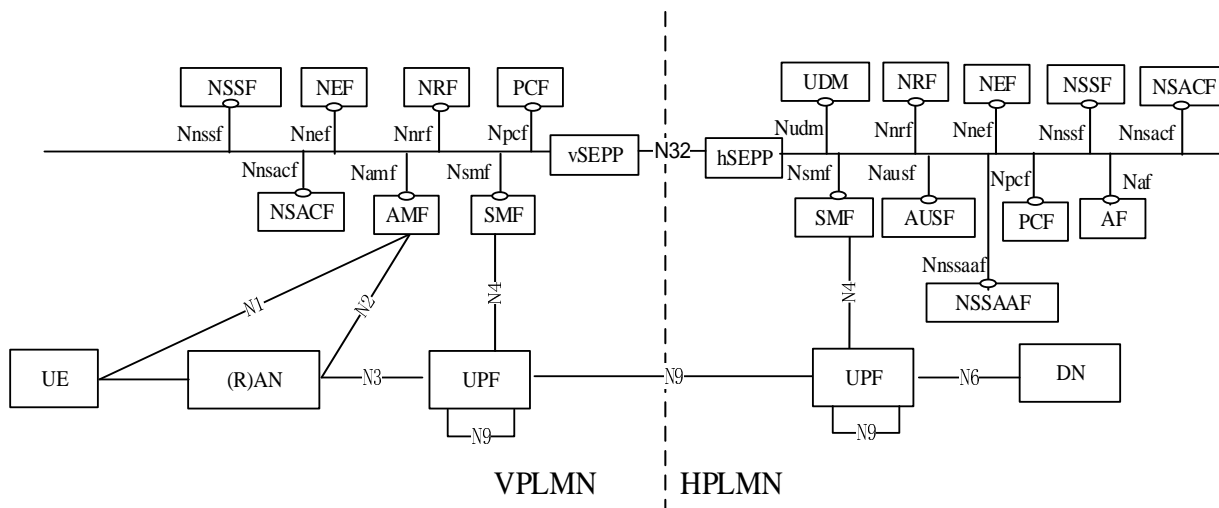 NSSF NEF NRF PCF
UDM NRF NEF NSSF NSACF
Nnssf Nnef Nnrf Npcf
Nudm Nnrf Nnef Nnssf Nnsacf
vSEPP N32 hSEPP
Nnsacf Namf Nsmf
Nsmf Nausf Npcf Naf
NSACF AMF SMF
SMF AUSF PCF AF
Nnssaaf
NSSAAF
N1 N2 N4 N4
UE (R)AN N3 UPF N9 UPF N6 DN
N9 N9
VPLMN HPLMN